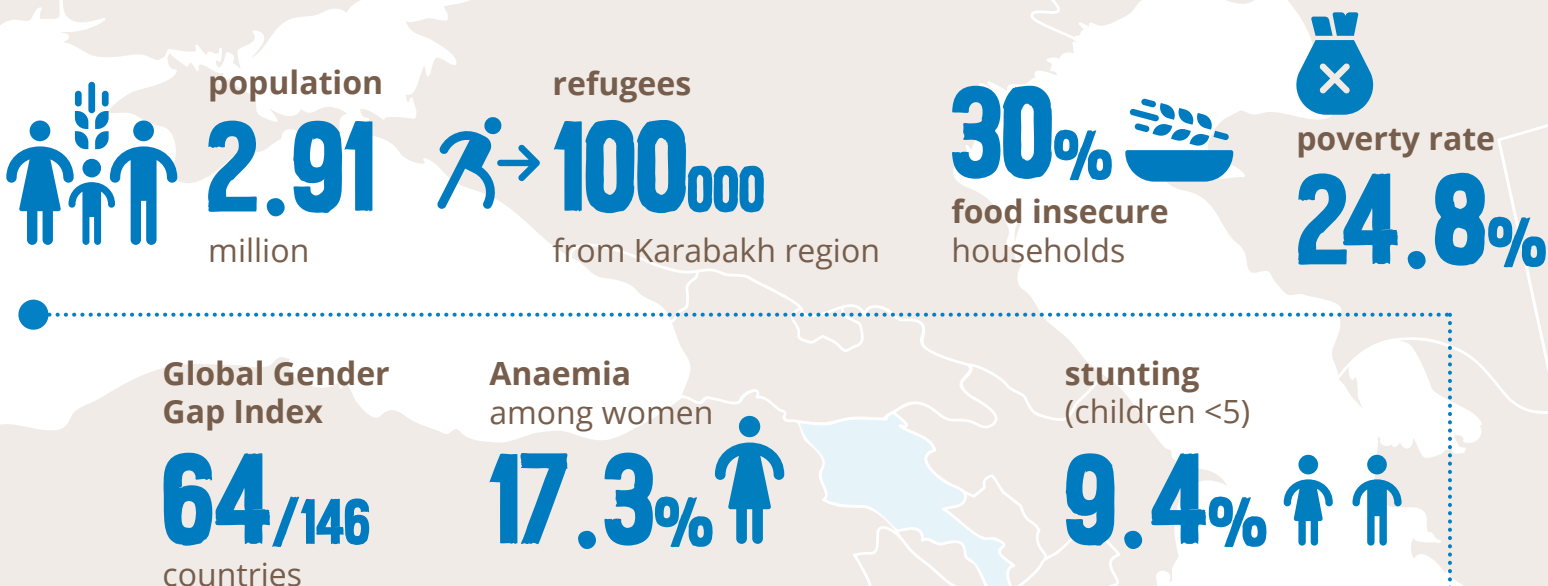 population
2.91
million
refugees
100000
from Karabakh region
30%
food insecure
households
poverty rate
24.8%
Global Gender
Gap Index
64/146
countries
Anaemia
among women
17.3%
stunting
(children <5)
9.4%